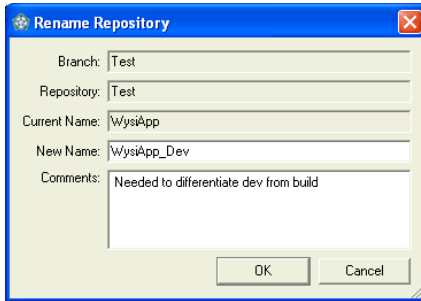 Rename Repository
Branch: Test
Repository: Test
Current Name: WysiApp
New Name: WysiApp_Dev
Comments: Needed to differentiate dev from build
OK Cancel